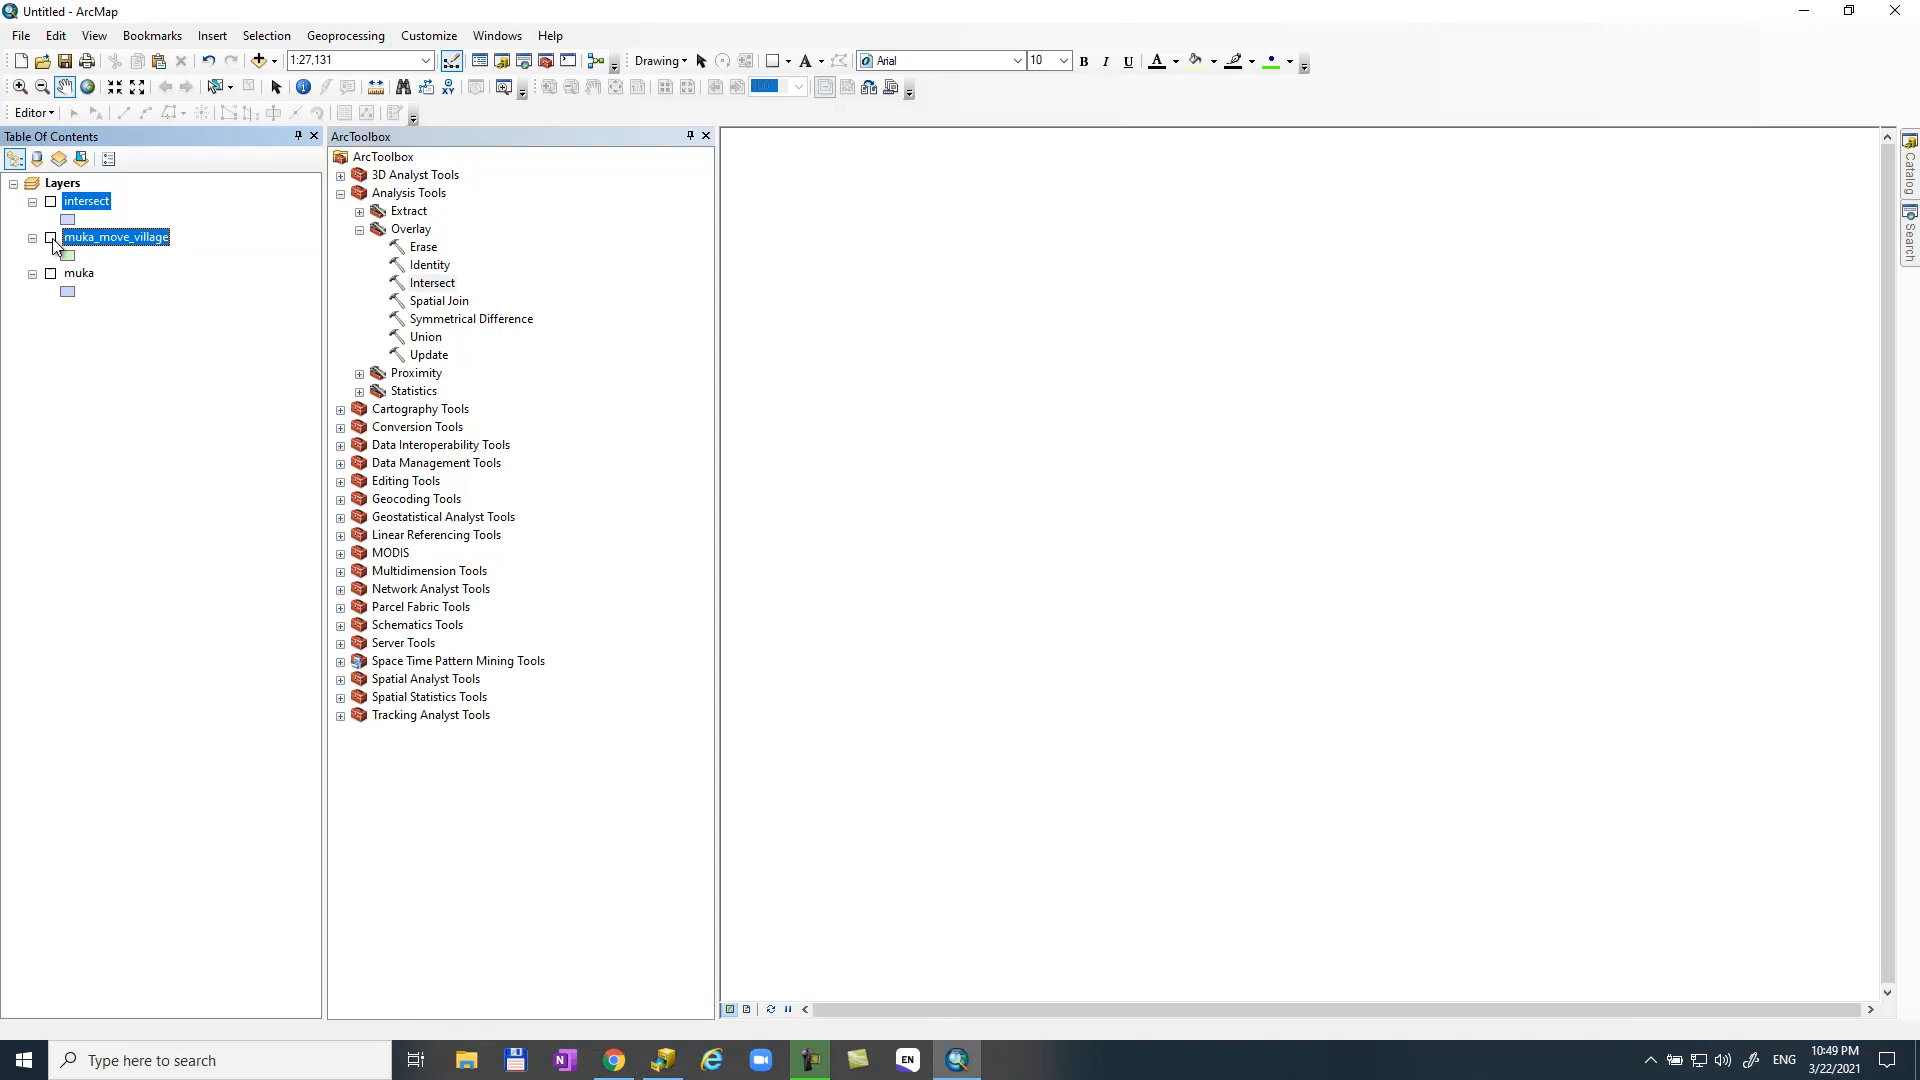 Untitled - ArcMap
File Edit View Bookmarks Insert Selection Geoprocessing Customize Windows Help
1:27,131 Drawing Arial 10 B I U A
100%
Editor
Table Of Contents
ArcToolbox
Layers
intersect
muka_move_village
muka
ArcToolbox
3D Analyst Tools
Analysis Tools
Extract
Overlay
Erase
Identity
Intersect
Spatial Join
Symmetrical Difference
Union
Update
Proximity
Statistics
Cartography Tools
Conversion Tools
Data Interoperability Tools
Data Management Tools
Editing Tools
Geocoding Tools
Geostatistical Analyst Tools
Linear Referencing Tools
MODIS
Multidimension Tools
Network Analyst Tools
Parcel Fabric Tools
Schematics Tools
Server Tools
Space Time Pattern Mining Tools
Spatial Analyst Tools
Spatial Statistics Tools
Tracking Analyst Tools
Catalog
Search
Type here to search
EN
ENG
10:49 PM
3/22/2021